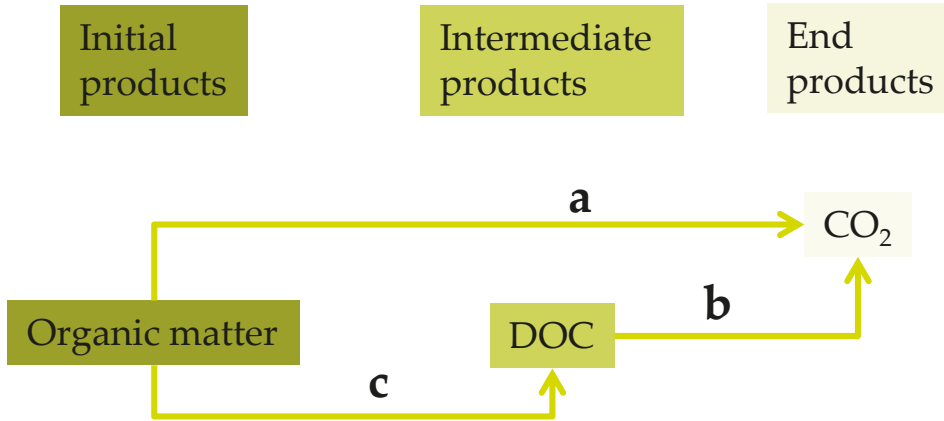 Initial
products
Intermediate
products
End
products
a
CO₂
Organic matter
DOC
b
c